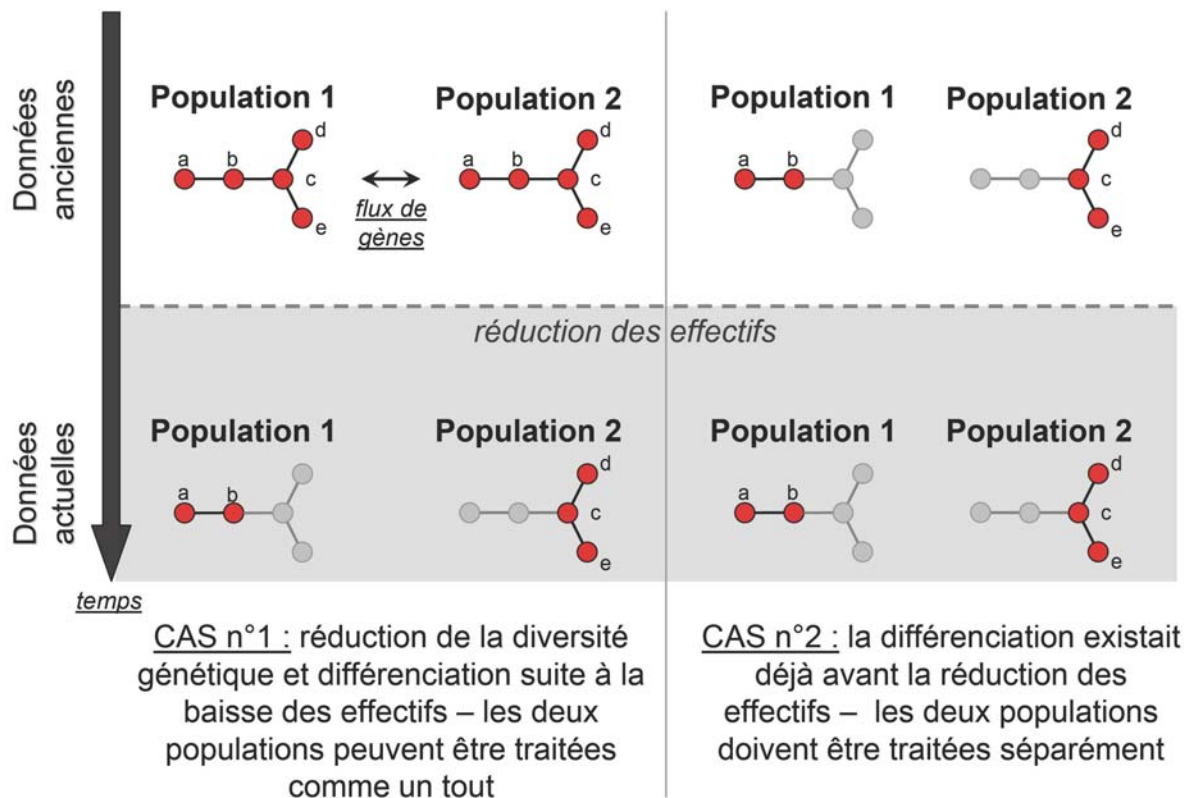 Données
anciennes
Population 1
a b c d e
flux de
gènes
Population 2
a b c d e
Population 1
a b
Population 2
d c e
réduction des effectifs
Données
actuelles
Population 1
a b
Population 2
d c e
Population 1
a b
Population 2
d c e
temps
CAS n°1 : réduction de la diversité
génétique et différenciation suite à la
baisse des effectifs – les deux
populations peuvent être traitées
comme un tout
CAS n°2 : la différenciation existait
déjà avant la réduction des
effectifs – les deux populations
doivent être traitées séparément